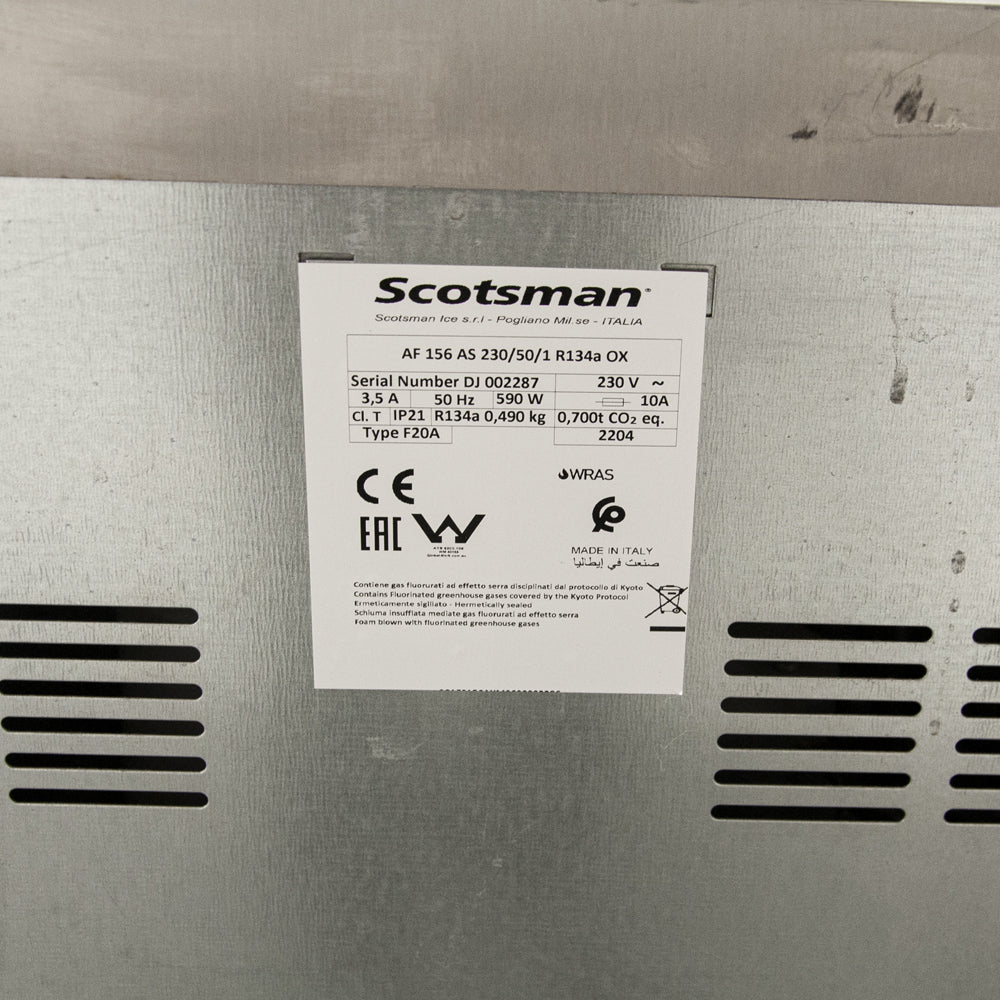 Scotsman
Scotsman Ice s.r.l - Pogliano Mil.se - ITALIA
AF 156 AS 230/50/1 R134a OX
Serial Number DJ 002287 230 V ~
3,5 A 50 Hz 590 W 10A
Cl. T IP21 R134a 0,490 kg 0,700t CO₂ eq.
Type F20A 2204
CE WRAS
EAC
MADE IN ITALY
صنعت في إيطاليا
Contiene gas fluorurati ad effetto serra disciplinati dal protocollo di Kyoto
Contains Fluorinated greenhouse gases covered by the Kyoto Protocol
Ermeticamente sigillato - Hermetically sealed
Schiuma insufflata mediate gas fluorurati ad effetto serra
Foam blown with fluorinated greenhouse gases